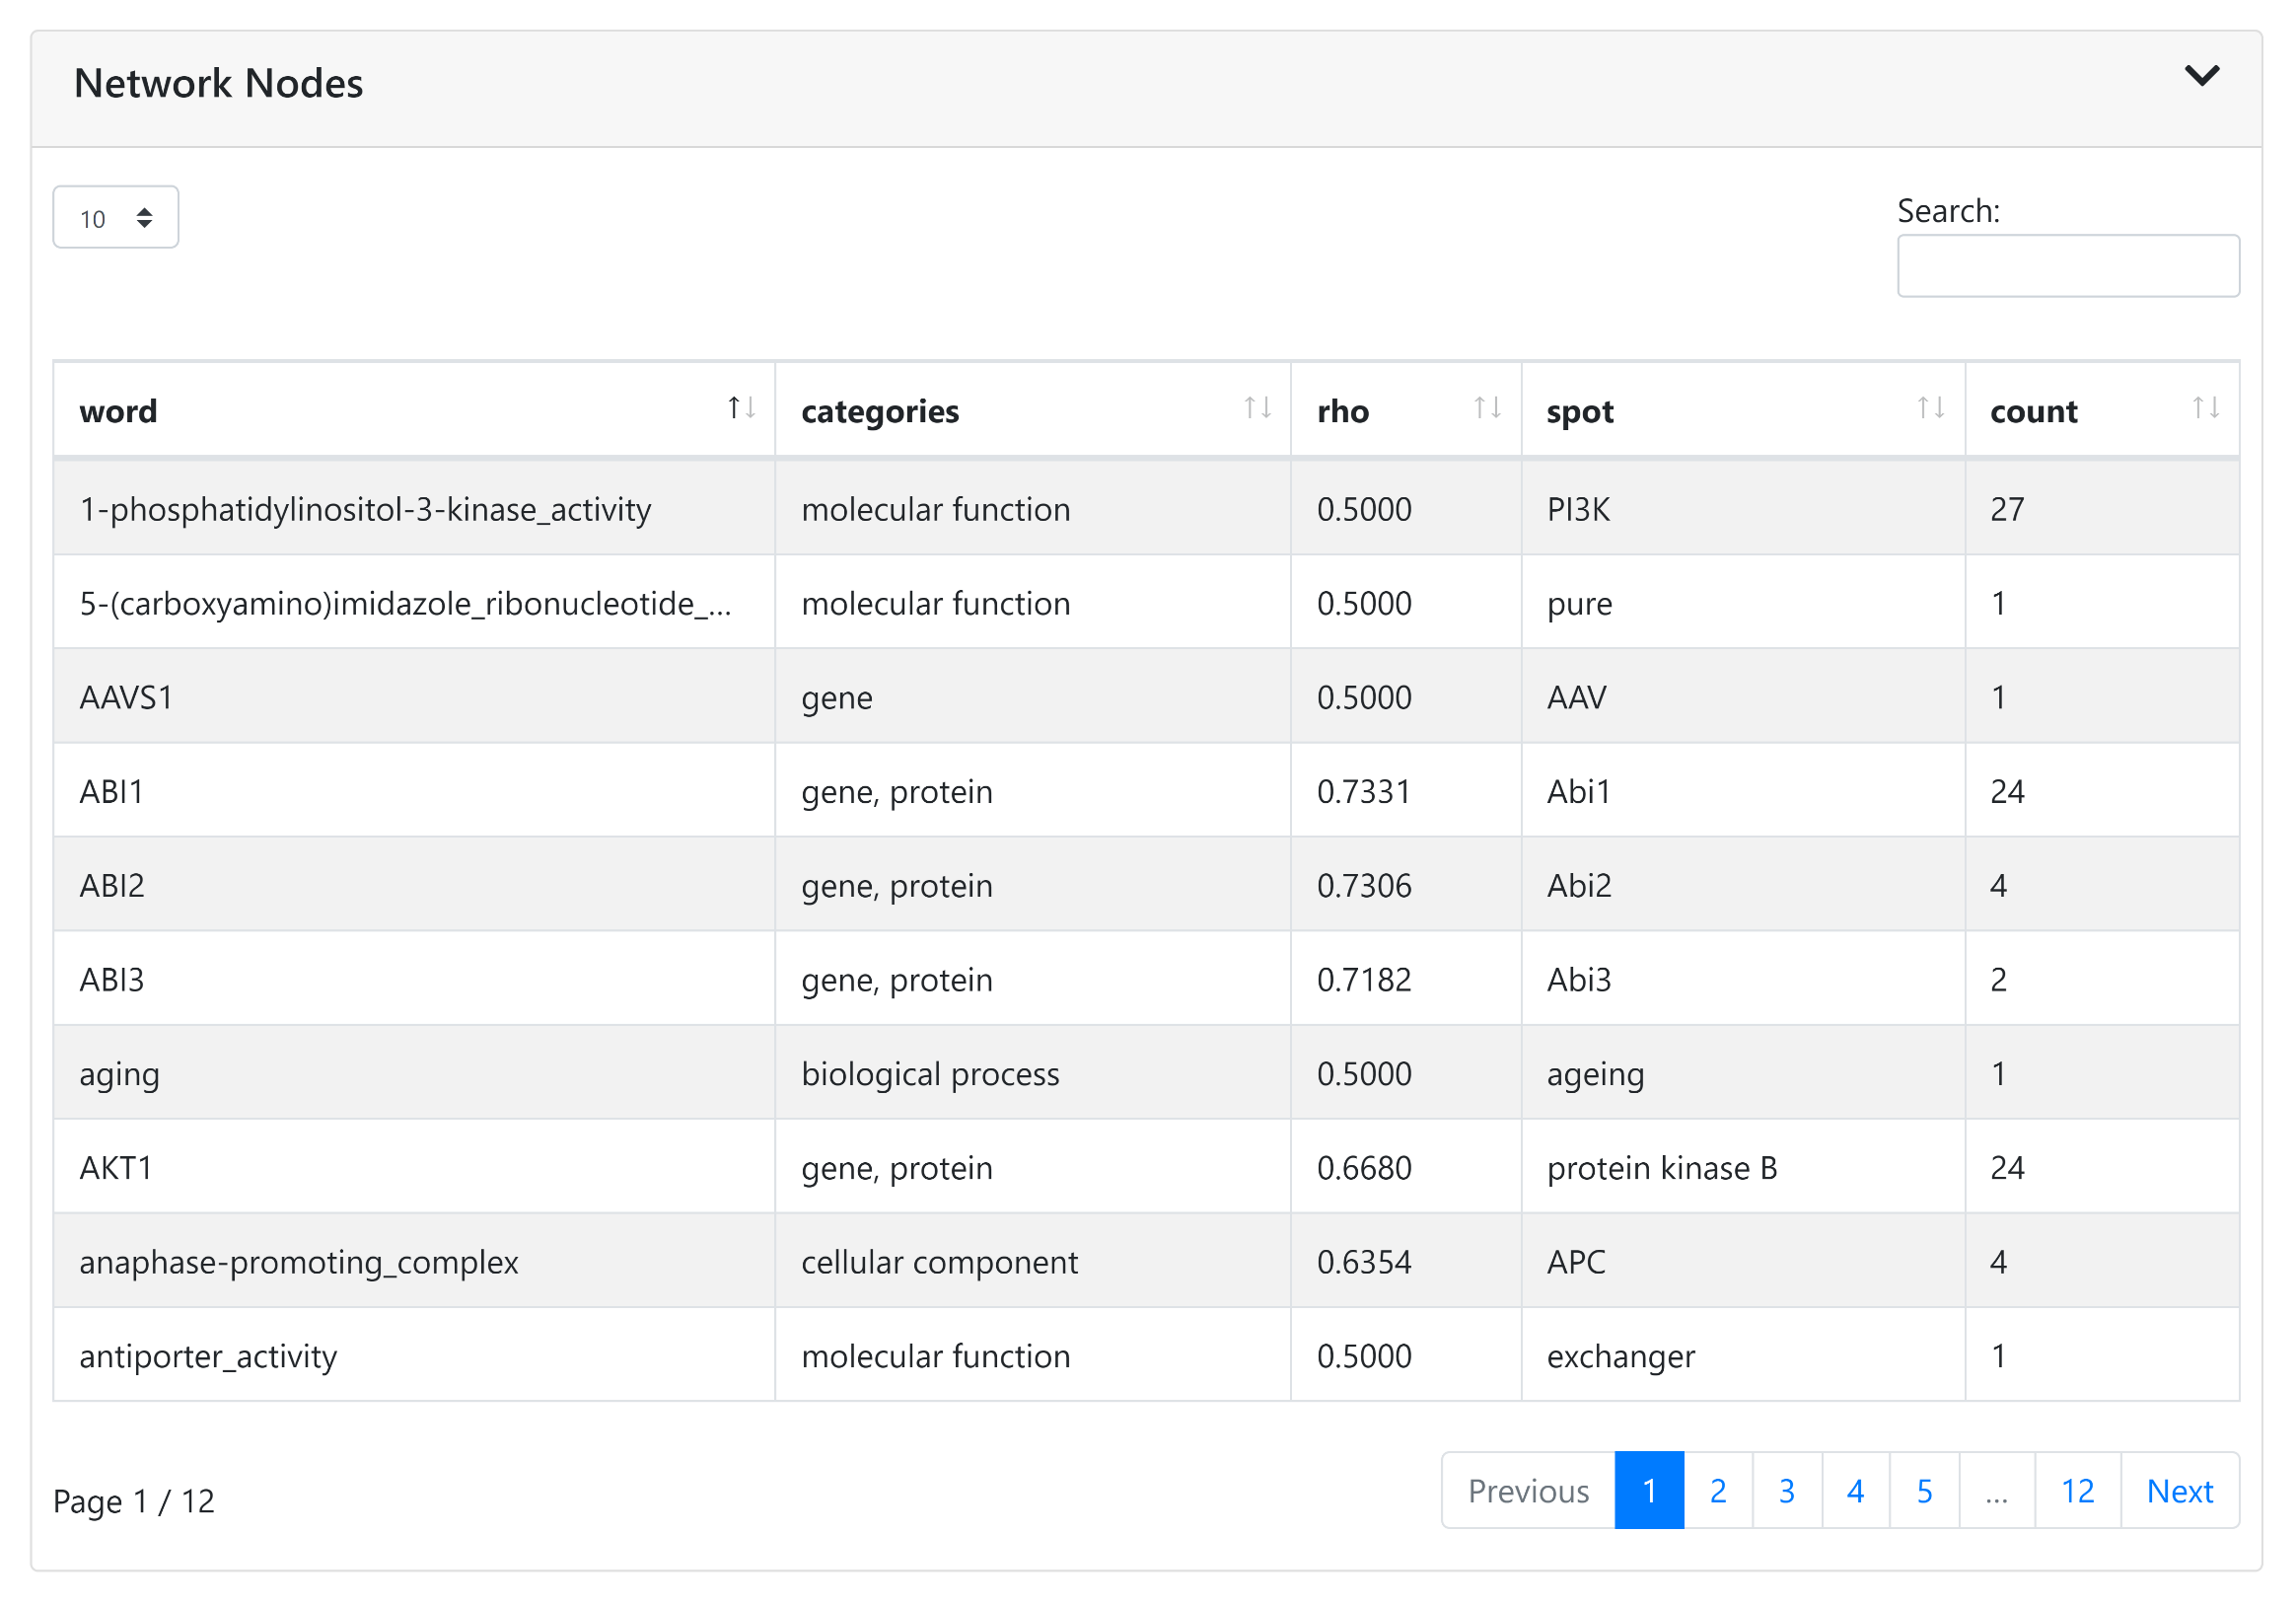 Network Nodes
10
Search:
word categories rho spot count
1-phosphatidylinositol-3-kinase_activity molecular function 0.5000 PI3K 27
5-(carboxyamino)imidazole_ribonucleotide_... molecular function 0.5000 pure 1
AAVS1 gene 0.5000 AAV 1
ABI1 gene, protein 0.7331 Abi1 24
ABI2 gene, protein 0.7306 Abi2 4
ABI3 gene, protein 0.7182 Abi3 2
aging biological process 0.5000 ageing 1
AKT1 gene, protein 0.6680 protein kinase B 24
anaphase-promoting_complex cellular component 0.6354 APC 4
antiporter_activity molecular function 0.5000 exchanger 1
Page 1 / 12
Previous 1 2 3 4 5 ... 12 Next